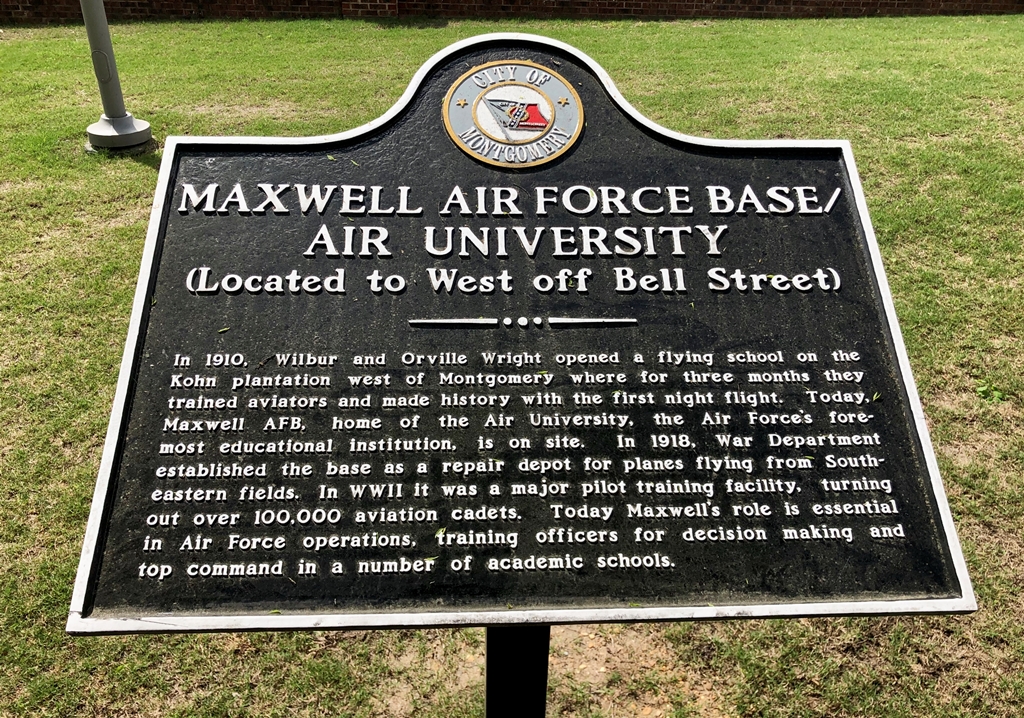 CITY OF
MONTGOMERY
MAXWELL AIR FORCE BASE/
AIR UNIVERSITY
(Located to West off Bell Street)
In 1910, Wilbur and Orville Wright opened a flying school on the
Kohn plantation west of Montgomery where for three months they
trained aviators and made history with the first night flight. Today,
Maxwell AFB, home of the Air University, the Air Force's fore-
most educational institution, is on site. In 1918, War Department
established the base as a repair depot for planes flying from South-
eastern fields. In WWII it was a major pilot training facility, turning
out over 100,000 aviation cadets. Today Maxwell's role is essential
in Air Force operations, training officers for decision making and
top command in a number of academic schools.